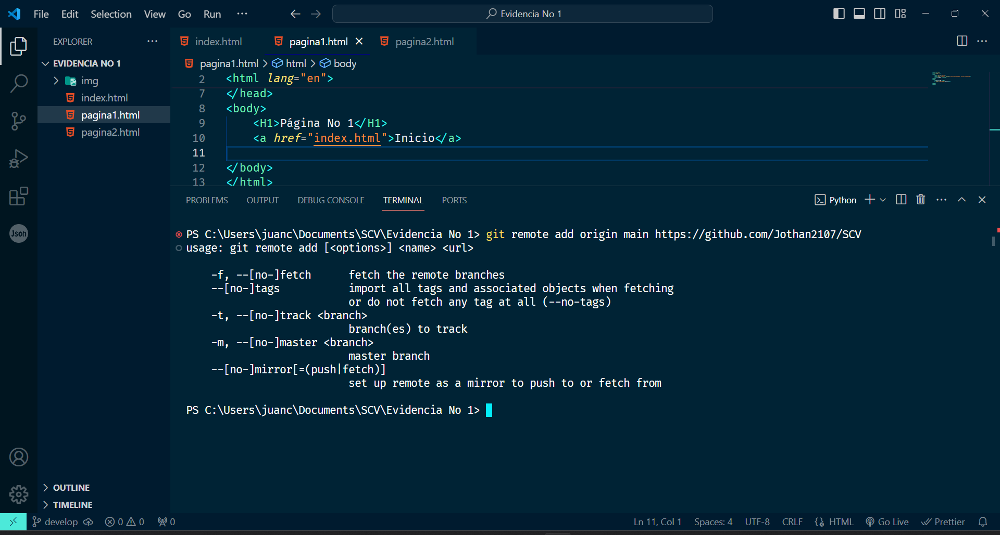 File Edit Selection View Go Run ··· Evidencia No 1
EXPLORER ···
EVIDENCIA NO 1
img
index.html
pagina1.html
pagina2.html
OUTLINE
TIMELINE
index.html pagina1.html pagina2.html
pagina1.html > html > body
2 <html lang="en">
7 </head>
8 <body>
9 <H1>Página No 1</H1>
10 <a href="index.html">Inicio</a>
11
12 </body>
13 </html>
PROBLEMS OUTPUT DEBUG CONSOLE TERMINAL PORTS Python
PS C:\Users\juanc\Documents\SCV\Evidencia No 1> git remote add origin main https://github.com/Jothan2107/SCV
usage: git remote add [<options>] <name> <url>
-f, --[no-]fetch fetch the remote branches
--[no-]tags import all tags and associated objects when fetching
or do not fetch any tag at all (--no-tags)
-t, --[no-]track <branch>
branch(es) to track
-m, --[no-]master <branch>
master branch
--[no-]mirror[=(push|fetch)]
set up remote as a mirror to push to or fetch from
PS C:\Users\juanc\Documents\SCV\Evidencia No 1>
Json
develop 0 0 0 Ln 11, Col 1 Spaces: 4 UTF-8 CRLF HTML Go Live Prettier